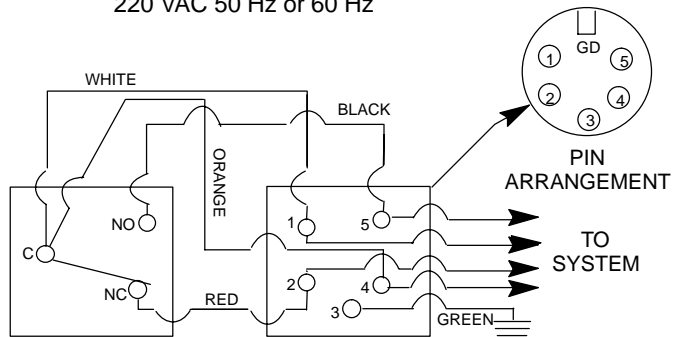 220 VAC 50 Hz or 60 Hz
GD
1
5
2
4
3
WHITE
BLACK
ORANGE
PIN
ARRANGEMENT
NO
1
5
C
TO
SYSTEM
NC
2
4
RED
3
GREEN